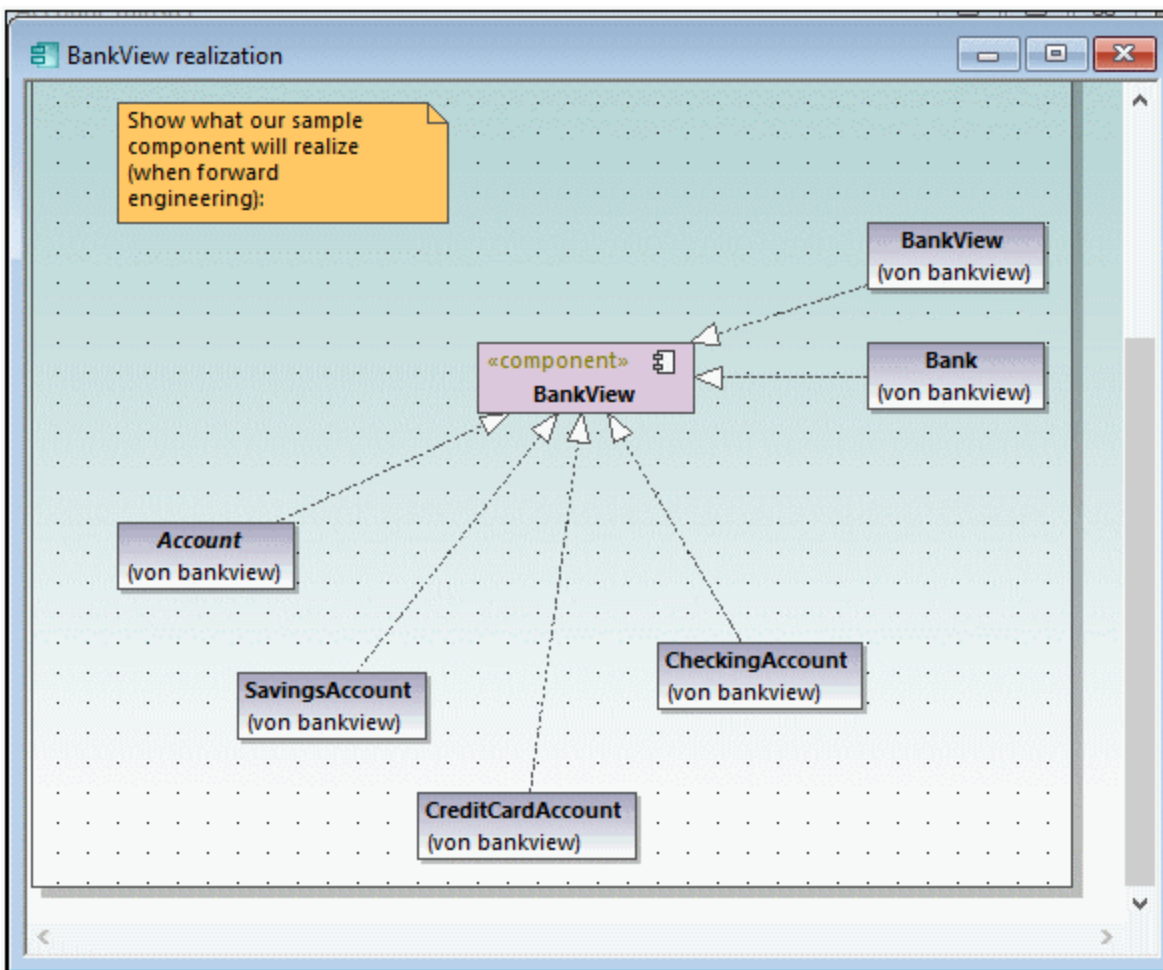 BankView realization
Show what our sample
component will realize
(when forward
engineering):
BankView
(von bankview)
«component»
BankView
Bank
(von bankview)
Account
(von bankview)
CheckingAccount
(von bankview)
SavingsAccount
(von bankview)
CreditCardAccount
(von bankview)